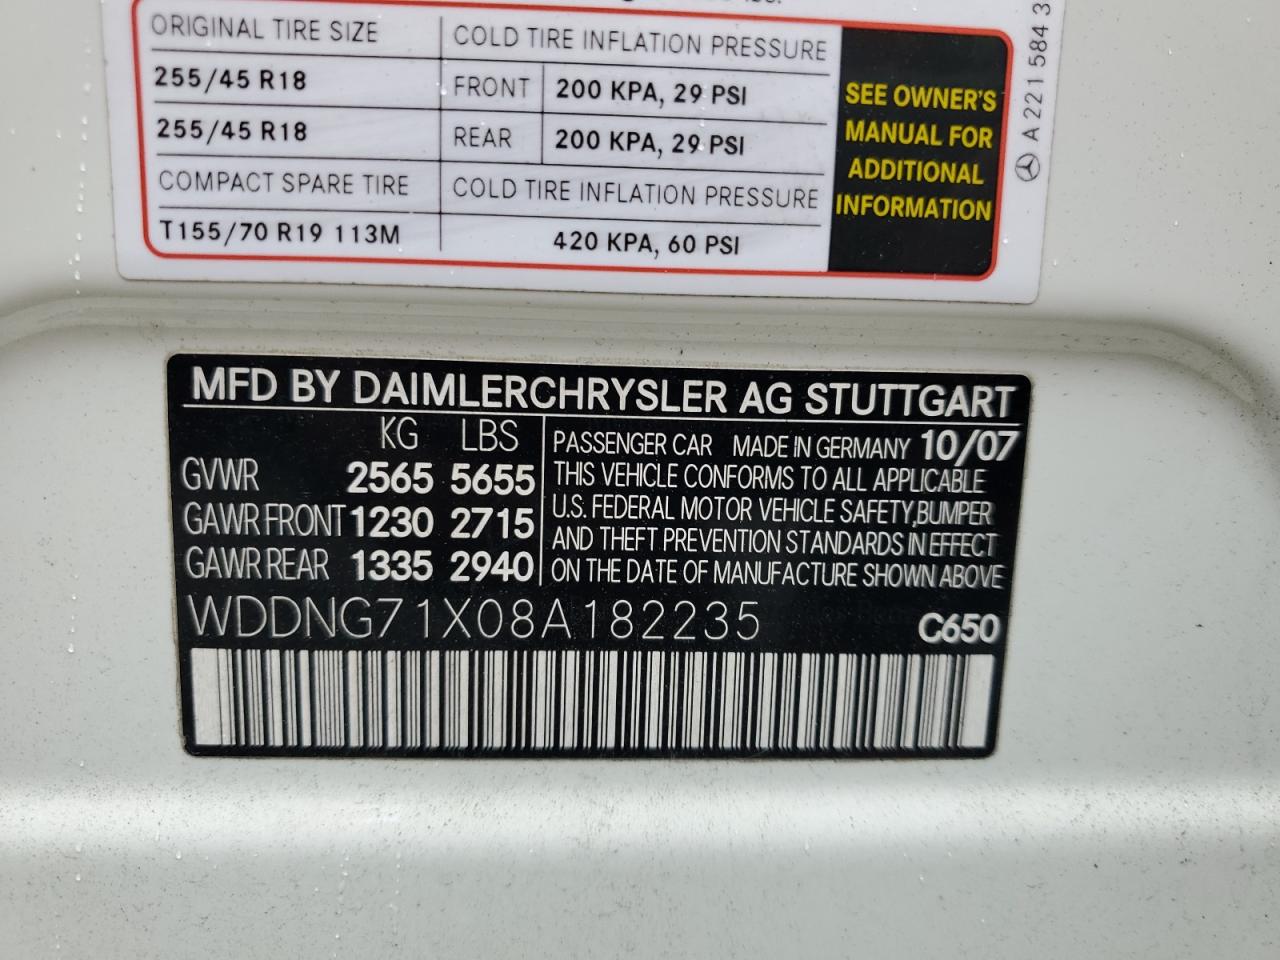 ORIGINAL TIRE SIZE COLD TIRE INFLATION PRESSURE
255/45 R18 FRONT 200 KPA, 29 PSI
255/45 R18 REAR 200 KPA, 29 PSI
COMPACT SPARE TIRE COLD TIRE INFLATION PRESSURE
T155/70 R19 113M 420 KPA, 60 PSI
SEE OWNER'S
MANUAL FOR
ADDITIONAL
INFORMATION
A 221 584 3
MFD BY DAIMLERCHRYSLER AG STUTTGART
KG LBS
GVWR 2565 5655
GAWR FRONT 1230 2715
GAWR REAR 1335 2940
PASSENGER CAR MADE IN GERMANY 10/07
THIS VEHICLE CONFORMS TO ALL APPLICABLE
U.S. FEDERAL MOTOR VEHICLE SAFETY,BUMPER
AND THEFT PREVENTION STANDARDS IN EFFECT
ON THE DATE OF MANUFACTURE SHOWN ABOVE
WDDNG71X08A182235 C650